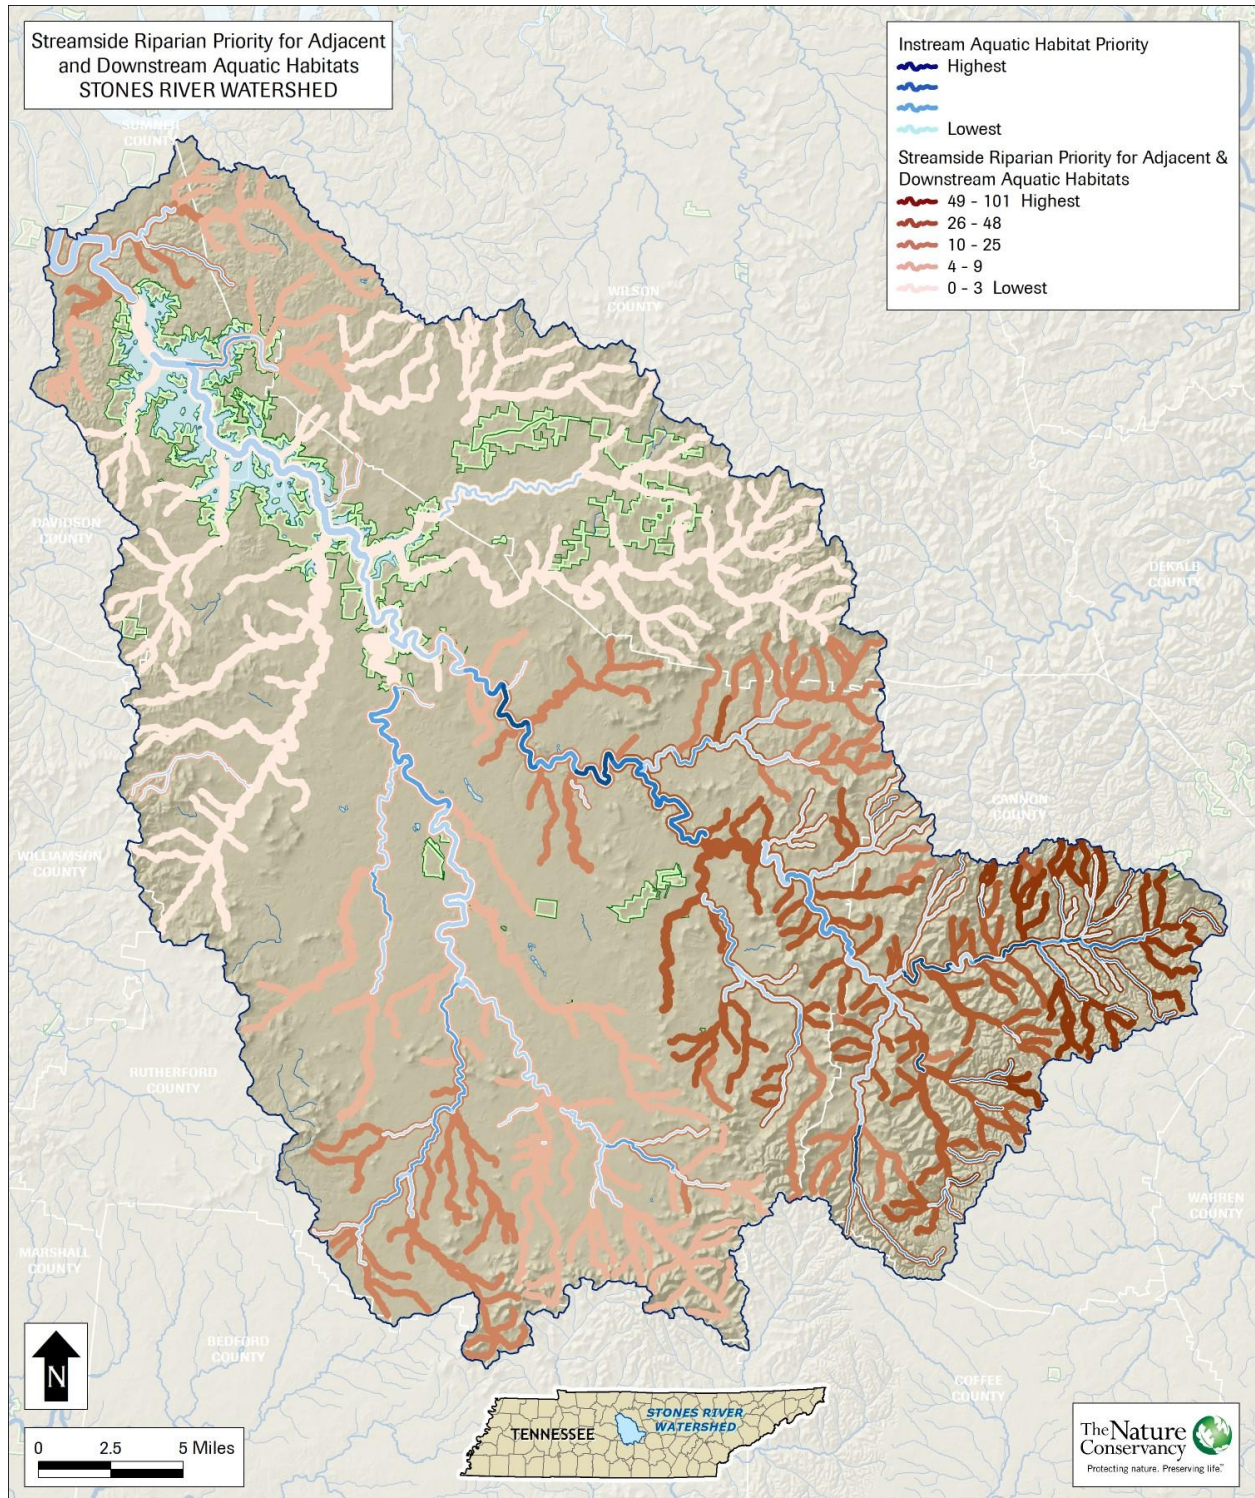 Streamside Riparian Priority for Adjacent
and Downstream Aquatic Habitats
STONES RIVER WATERSHED
Instream Aquatic Habitat Priority
Highest
Lowest
Streamside Riparian Priority for Adjacent &
Downstream Aquatic Habitats
49 - 101 Highest
26 - 48
10 - 25
4 - 9
0 - 3 Lowest
SUMNER
COUNTY
WILSON
COUNTY
DAVIDSON
COUNTY
DEKALB
COUNTY
CANNON
COUNTY
WILLIAMSON
COUNTY
RUTHERFORD
COUNTY
WARREN
COUNTY
MARSHALL
COUNTY
BEDFORD
COUNTY
COFFEE
COUNTY
N
0 2.5 5 Miles
TENNESSEE
STONES RIVER
WATERSHED
The Nature
Conservancy
Protecting nature. Preserving life.™